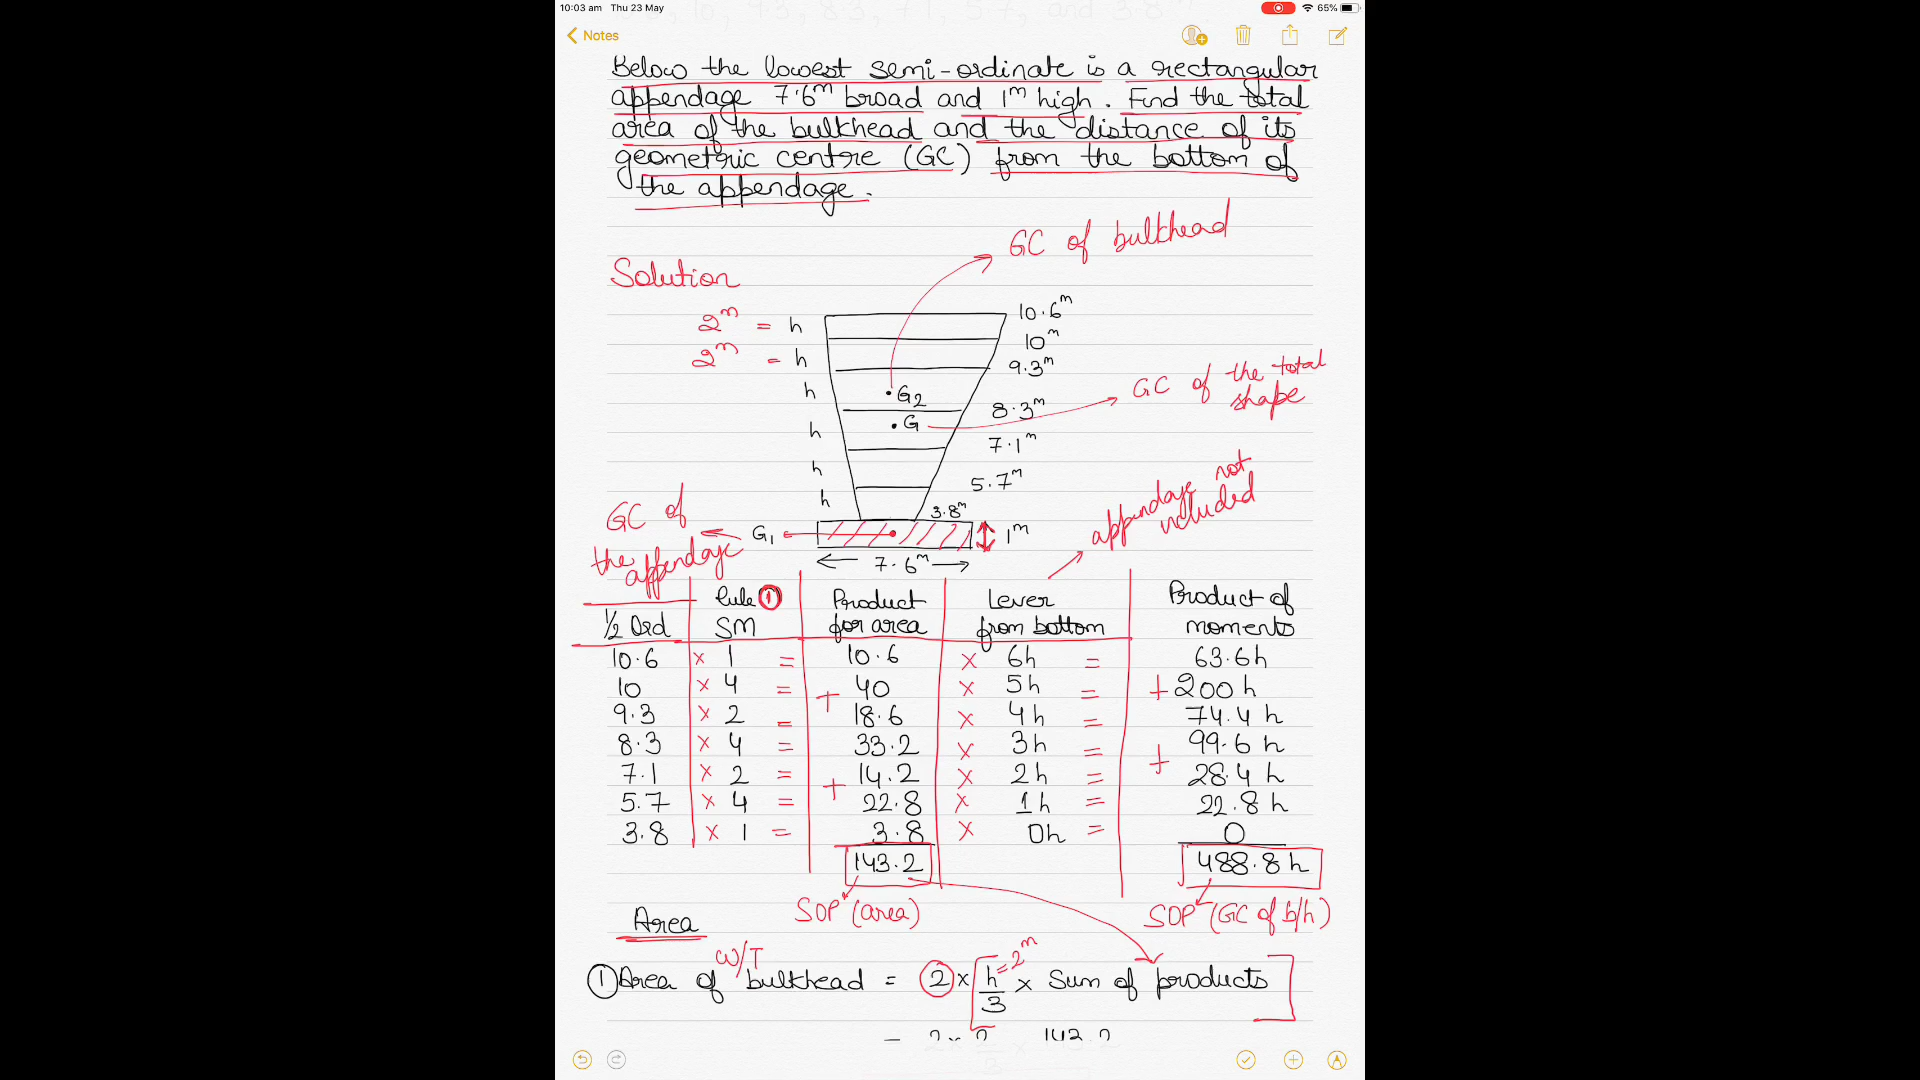 10:03 am Thu 23 May
65%
Notes
Below the lowest semi-ordinate is a rectangular
appendage 7.6m broad and 1m high. Find the total
area of the bulkhead and the distance of its
geometric centre (GC) from the bottom of
the appendage.
GC of bulkhead
Solution
2m = h
10.6m
10m
2m = h
9.3m
GC of the total
shape
h
G2
8.3m
G
h
7.1m
h
5.7m
appendage not
included
h
3.8m
GC of
the appendage
G1
1m
7.6m
1/2 Ord
Rule 1
SM
Product
for area
Lever
from bottom
Product of
moments
10.6 x 1 = 10.6 x 6h = 63.6h
10 x 4 = + 40 x 5h = + 200 h
9.3 x 2 = 18.6 x 4h = 74.4 h
8.3 x 4 = 33.2 x 3h = 99.6 h
7.1 x 2 = + 14.2 x 2h = + 28.4 h
5.7 x 4 = 22.8 x 1h = 22.8 h
3.8 x 1 = 3.8 x 0h = 0
143.2 488.8 h
SOP (area) SOP (GC of b/h)
Area
W/T
= 2m
1 Area of bulkhead = 2 x [h/3 x Sum of products]